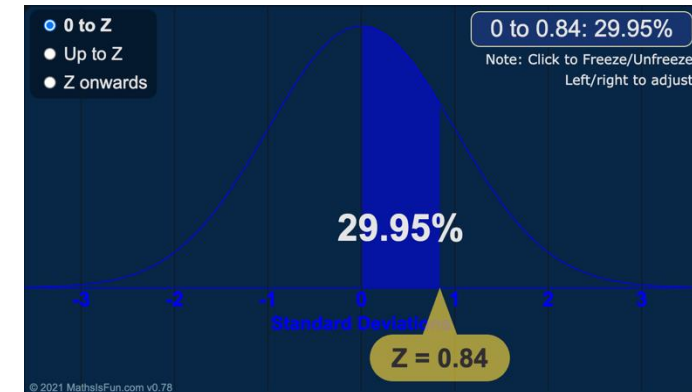 0 to Z
Up to Z
Z onwards
0 to 0.84: 29.95%
Note: Click to Freeze/Unfreeze
Left/right to adjust
29.95%
-3 -2 -1 0 1 2 3
Standard Deviations
Z = 0.84
© 2021 MathsIsFun.com v0.78